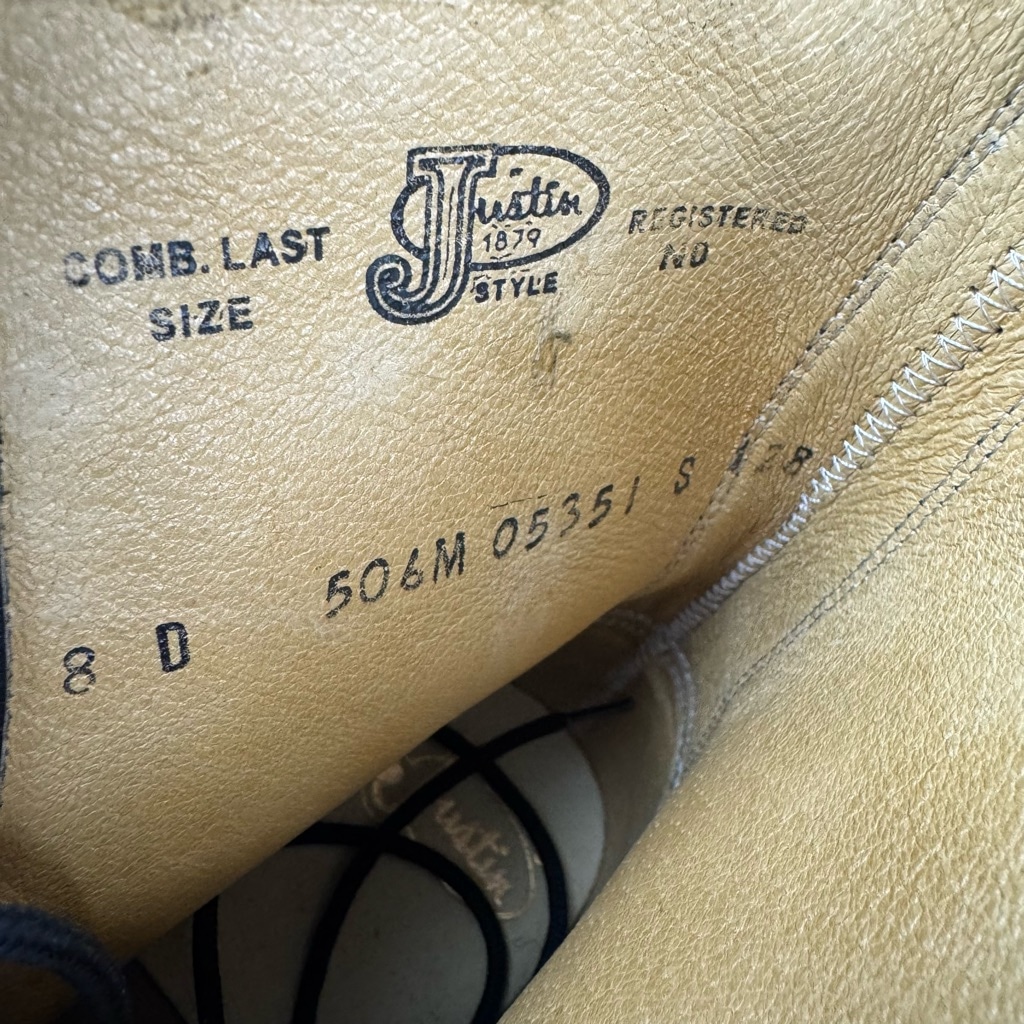 COMB. LAST
SIZE
Justin
1879
STYLE
REGISTERED
NO
8 D
506M 05351 S
Justin